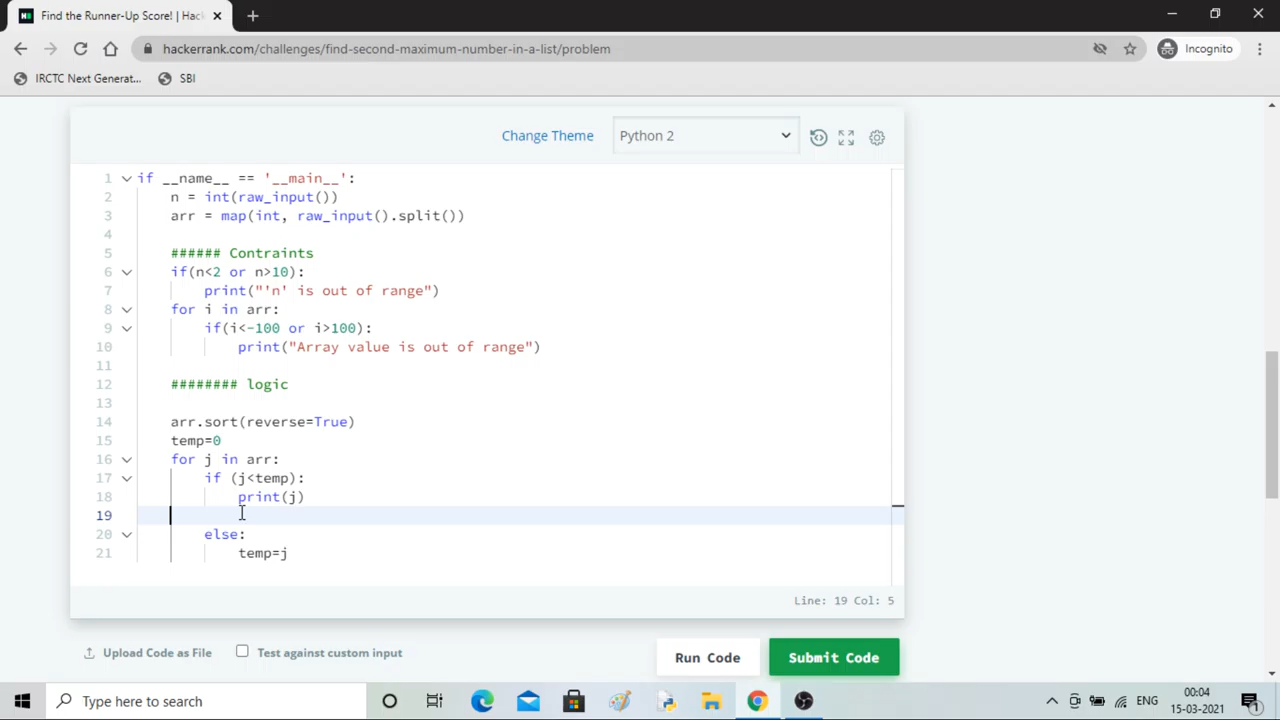 Find the Runner-Up Score! | Hac
hackerrank.com/challenges/find-second-maximum-number-in-a-list/problem
Incognito
IRCTC Next Generat...
SBI
Change Theme
Python 2
1 if __name__ == '__main__':
2 n = int(raw_input())
3 arr = map(int, raw_input().split())
4
5 ###### Contraints
6 if(n<2 or n>10):
7 print("'n' is out of range")
8 for i in arr:
9 if(i<-100 or i>100):
10 print("Array value is out of range")
11
12 ######## logic
13
14 arr.sort(reverse=True)
15 temp=0
16 for j in arr:
17 if (j<temp):
18 print(j)
19
20 else:
21 temp=j
Line: 19 Col: 5
Upload Code as File
Test against custom input
Run Code
Submit Code
Type here to search
ENG
00:04
15-03-2021
1